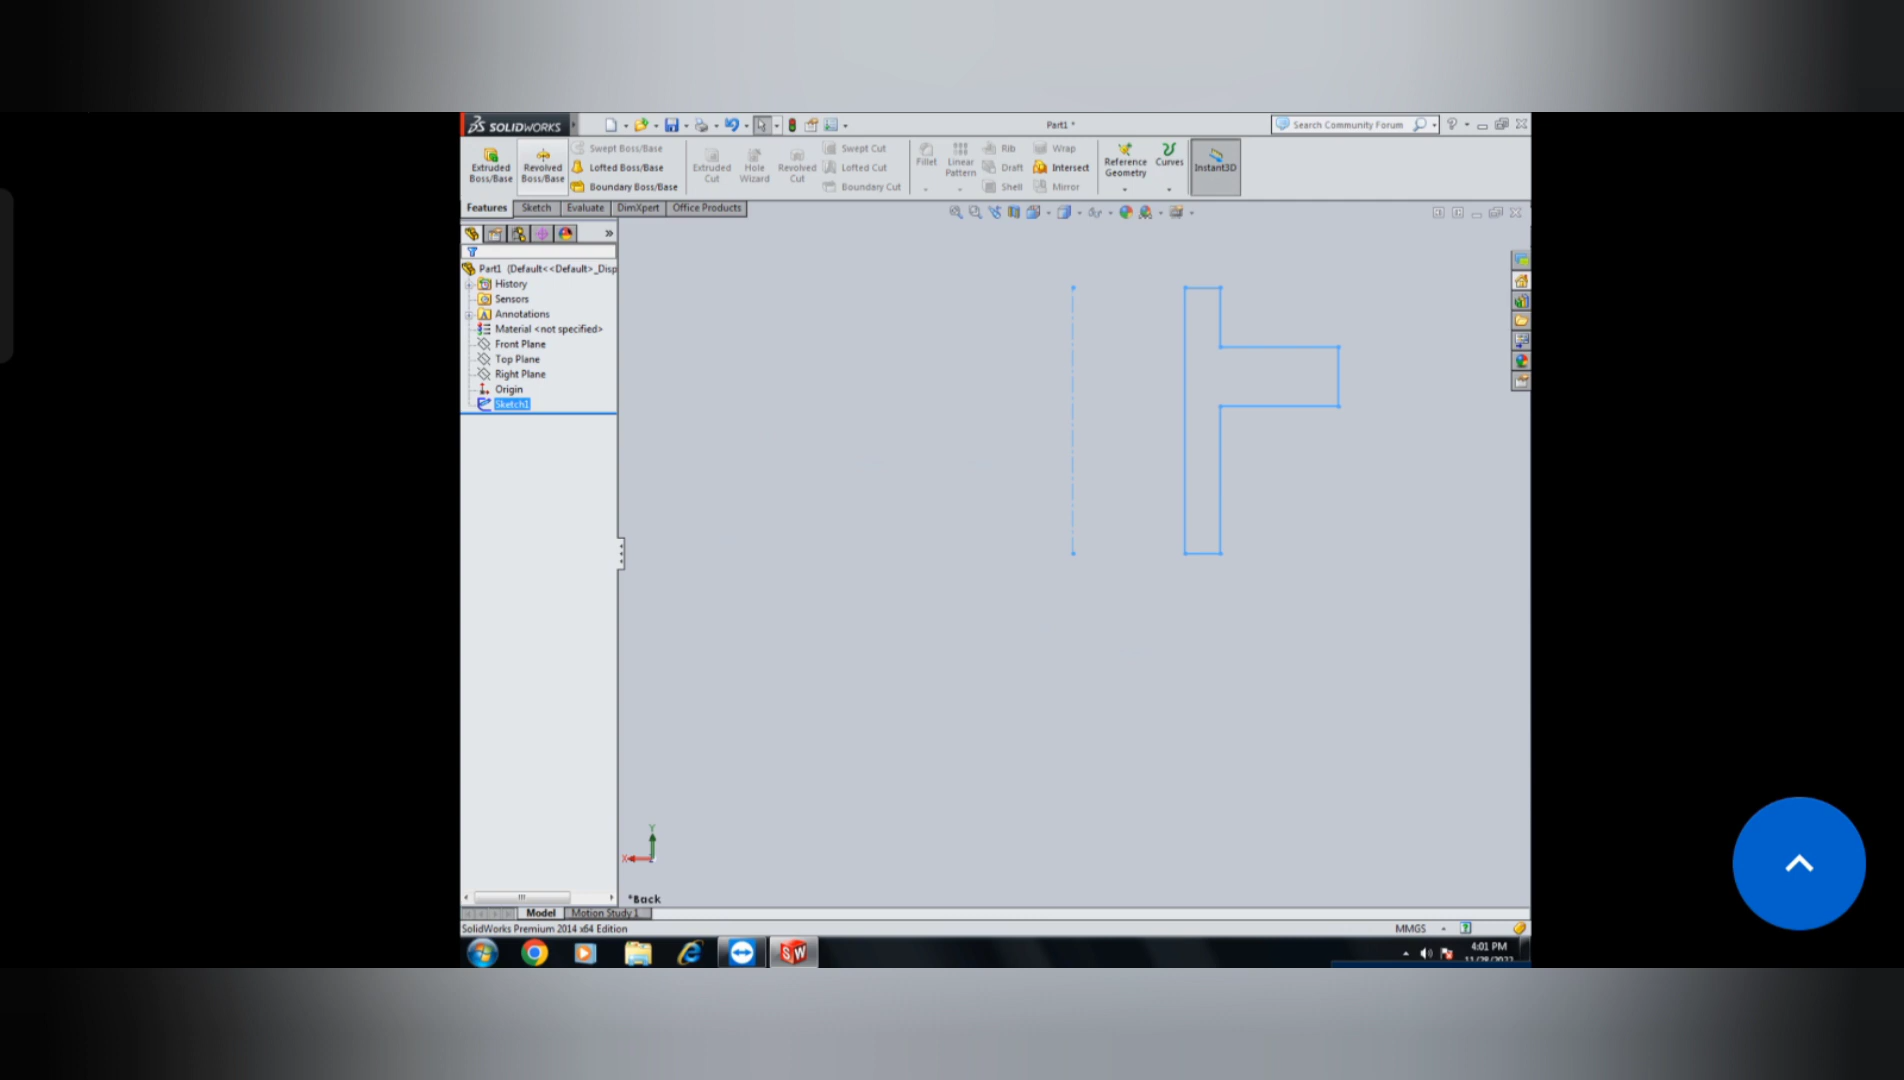 SOLIDWORKS
Part1 *
Search Community Forum
Extruded Boss/Base
Revolved Boss/Base
Swept Boss/Base
Lofted Boss/Base
Boundary Boss/Base
Extruded Cut
Hole Wizard
Revolved Cut
Swept Cut
Lofted Cut
Boundary Cut
Fillet
Linear Pattern
Rib
Draft
Shell
Wrap
Intersect
Mirror
Reference Geometry
Curves
Instant3D
Features
Sketch
Evaluate
DimXpert
Office Products
Part1 (Default<<Default>_Disp
History
Sensors
Annotations
Material <not specified>
Front Plane
Top Plane
Right Plane
Origin
Sketch1
Y
X
*Back
Model
Motion Study 1
SolidWorks Premium 2014 x64 Edition
MMGS
SW
4:01 PM
11/28/2022